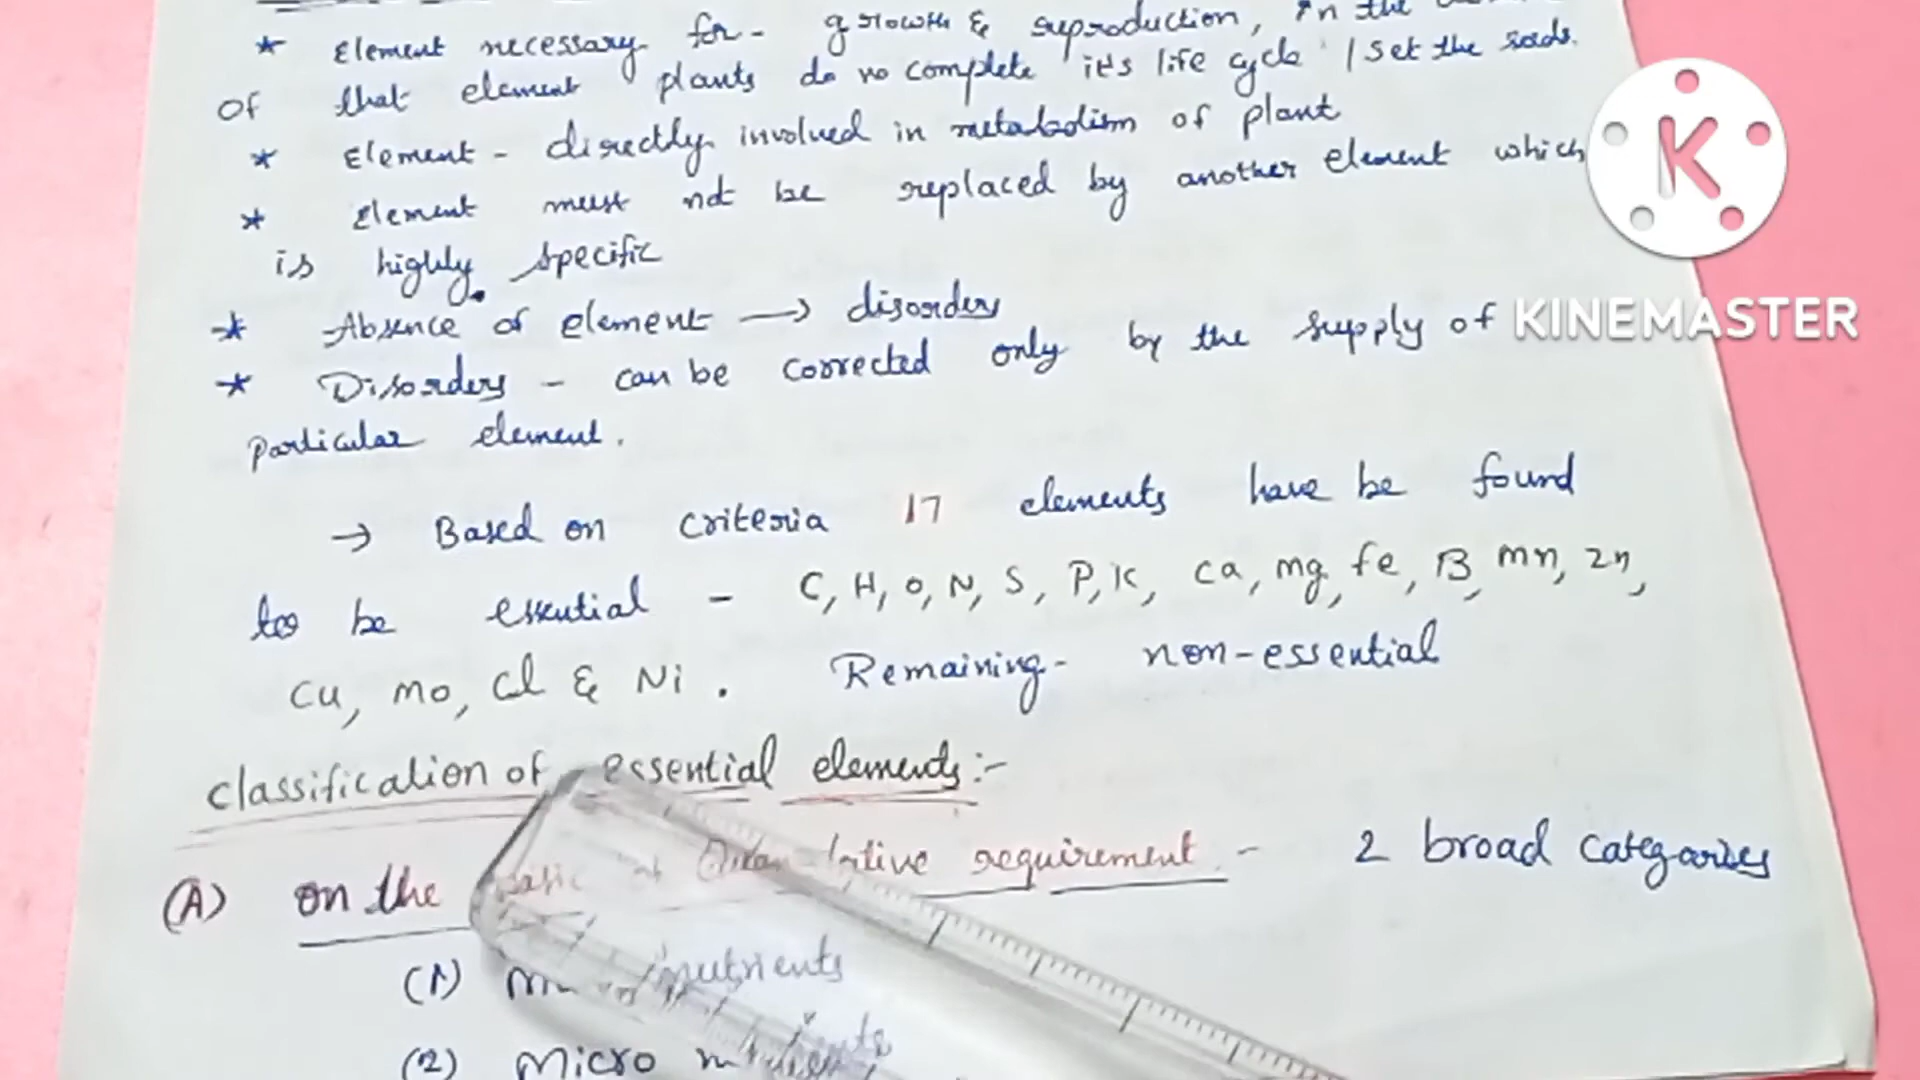 * Element necessary for - growth & reproduction, In the
of that element plants do no complete it's life cycle / set the seeds.
* Element - directly involved in metabolism of plant
* Element must not be replaced by another element which
is highly specific
* Absence of element → disorders
* Disorders - can be corrected only by the supply of
particular element.
→ Based on criteria 17 elements have be found
to be essential - C, H, O, N, S, P, K, Ca, Mg, Fe, B, Mn, Zn,
Cu, Mo, Cl & Ni. Remaining - non-essential
Classification of essential elements:-
(A) on the basis of Quantitative requirement - 2 broad categories
(1) nutrients
(2) Micro nutrients
K
KINEMASTER